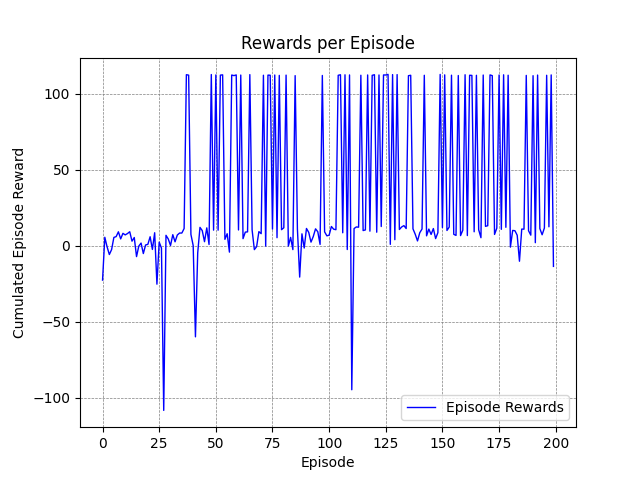 Rewards per Episode
Cumulated Episode Reward
100
50
0
−50
−100
Episode Rewards
0 25 50 75 100 125 150 175 200
Episode